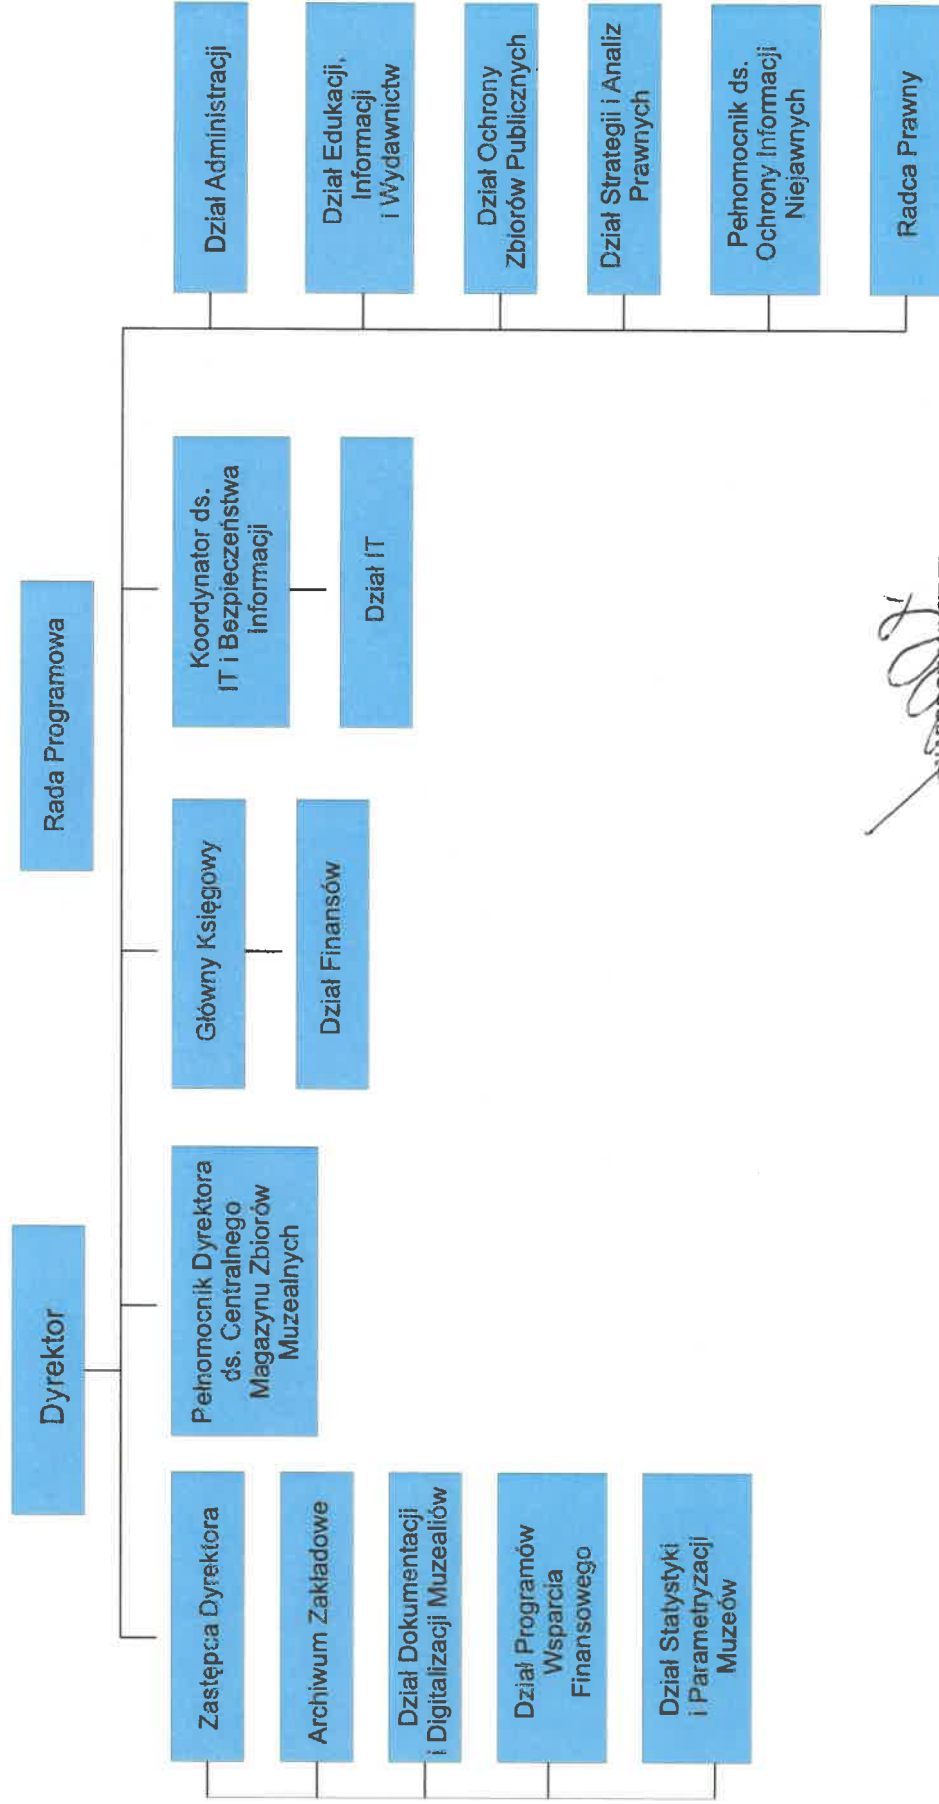 Dyrektor
Rada Programowa
Zastępca Dyrektora
Archiwum Zakładowe
Dział Dokumentacji
i Digitalizacji Muzealiów
Dział Programów
Wsparcia
Finansowego
Dział Statystyki
i Parametryzacji
Muzeów
Pełnomocnik Dyrektora
ds. Centralnego
Magazynu Zbiorów
Muzealnych
Główny Księgowy
Dział Finansów
Koordynator ds.
IT i Bezpieczeństwa
Informacji
Dział IT
Dział Administracji
Dział Edukacji,
Informacji
i Wydawnictw
Dział Ochrony
Zbiorów Publicznych
Dział Strategii i Analiz
Prawnych
Pełnomocnik ds.
Ochrony Informacji
Niejawnych
Radca Prawny